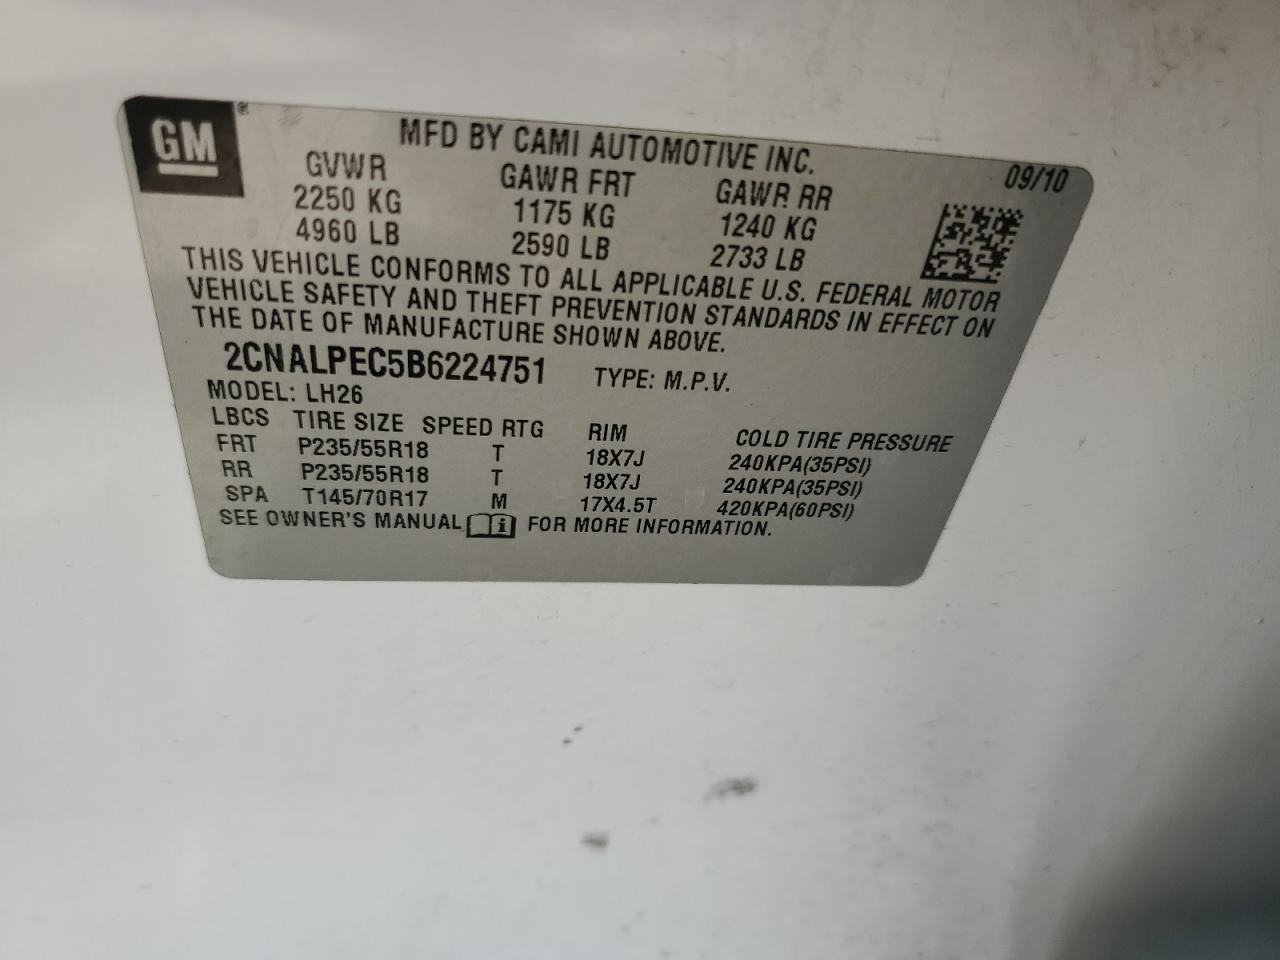 GM ®
MFD BY CAMI AUTOMOTIVE INC.
09/10
GVWR GAWR FRT GAWR RR
2250 KG 1175 KG 1240 KG
4960 LB 2590 LB 2733 LB
THIS VEHICLE CONFORMS TO ALL APPLICABLE U.S. FEDERAL MOTOR
VEHICLE SAFETY AND THEFT PREVENTION STANDARDS IN EFFECT ON
THE DATE OF MANUFACTURE SHOWN ABOVE.
2CNALPEC5B6224751 TYPE: M.P.V.
MODEL: LH26
LBCS TIRE SIZE SPEED RTG RIM COLD TIRE PRESSURE
FRT P235/55R18 T 18X7J 240KPA(35PSI)
RR P235/55R18 T 18X7J 240KPA(35PSI)
SPA T145/70R17 M 17X4.5T 420KPA(60PSI)
SEE OWNER'S MANUAL i FOR MORE INFORMATION.